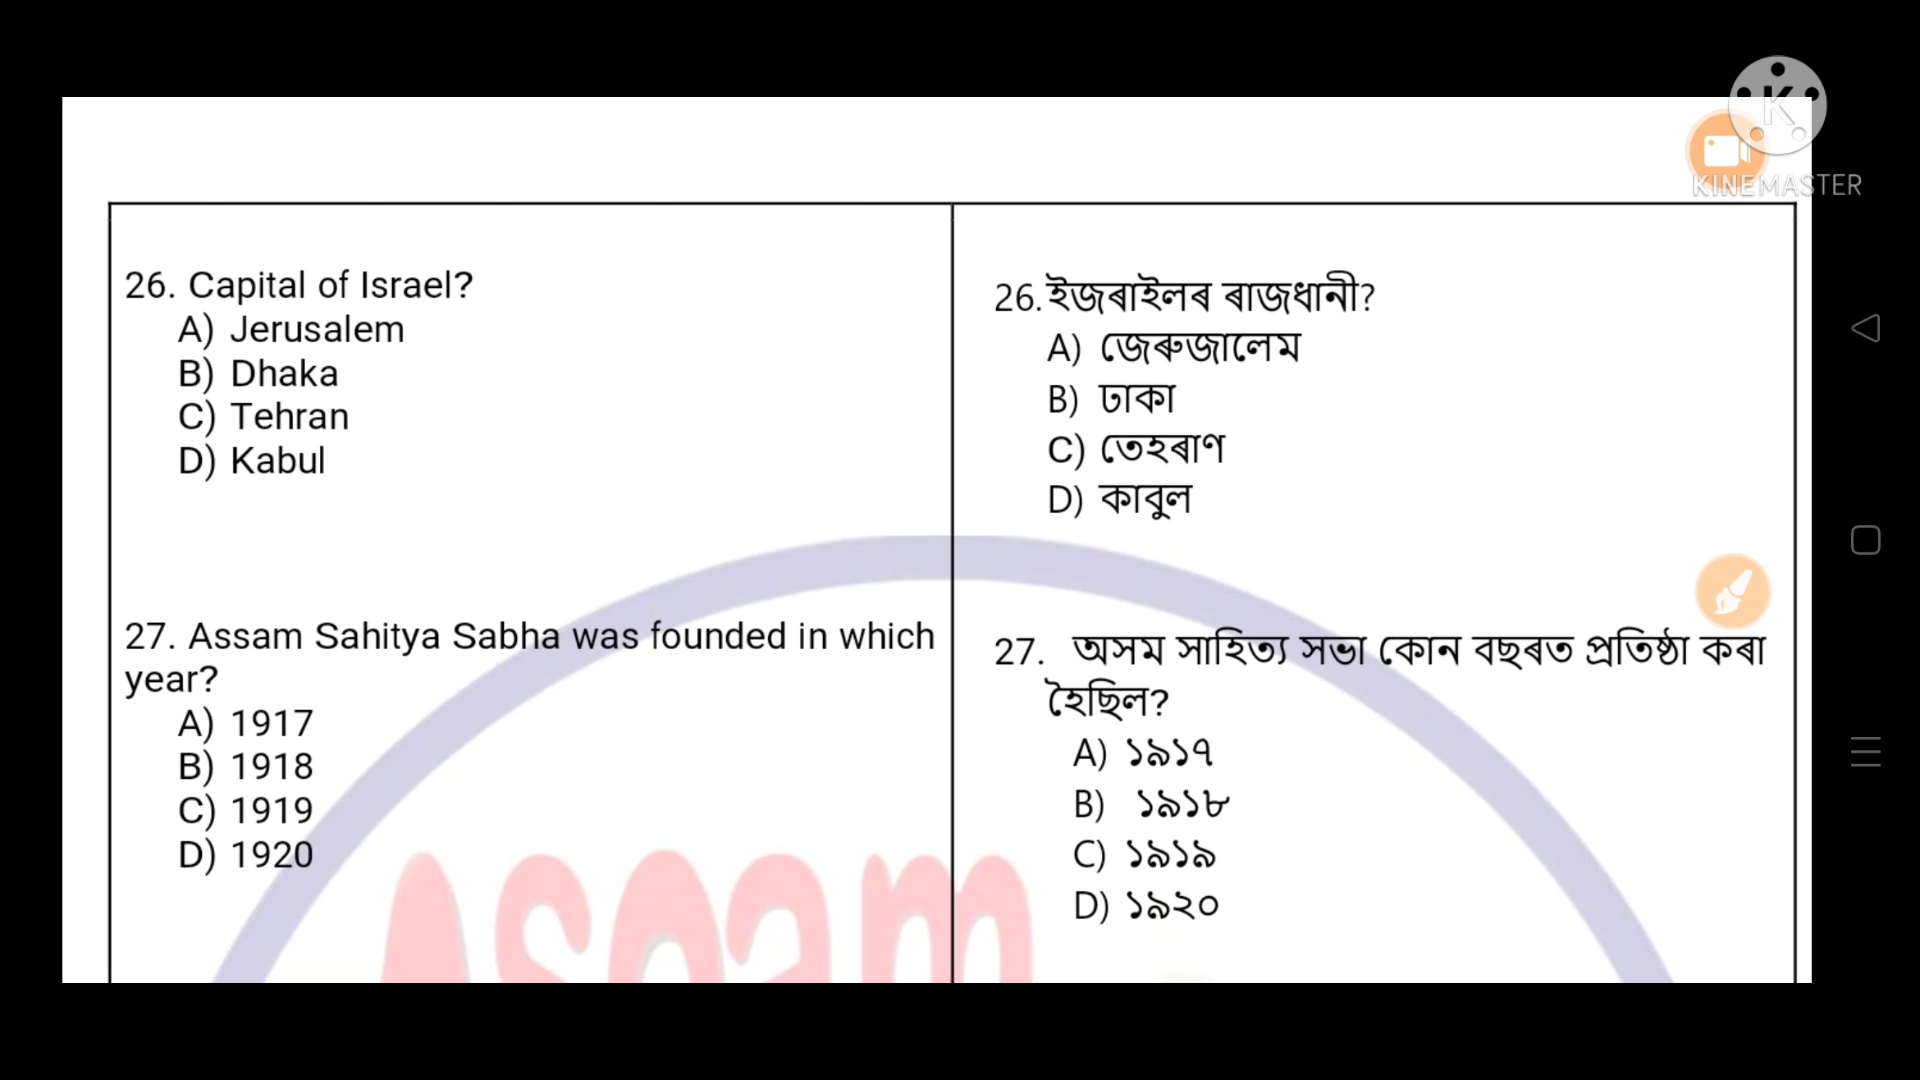 KINEMASTER
26. Capital of Israel?
A) Jerusalem
B) Dhaka
C) Tehran
D) Kabul
27. Assam Sahitya Sabha was founded in which
year?
A) 1917
B) 1918
C) 1919
D) 1920
26. ইজৰাইলৰ ৰাজধানী?
A) জেৰুজালেম
B) ঢাকা
C) তেহৰাণ
D) কাবুল
27. অসম সাহিত্য সভা কোন বছৰত প্ৰতিষ্ঠা কৰা
হৈছিল?
A) ১৯১৭
B) ১৯১৮
C) ১৯১৯
D) ১৯২০